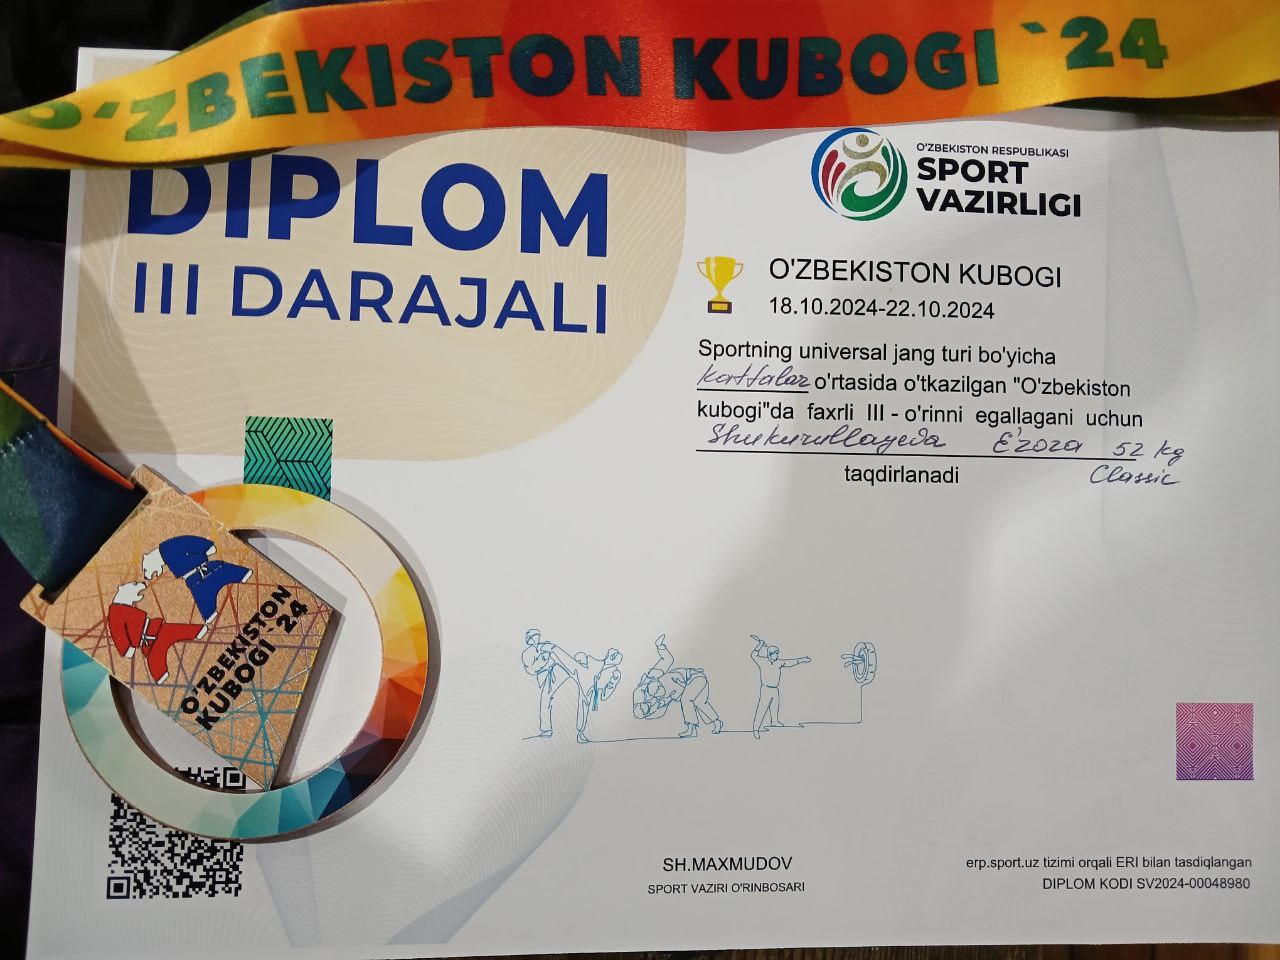 O'ZBEKISTON KUBOGI `24
DIPLOM
III DARAJALI
O'ZBEKISTON RESPUBLIKASI
SPORT
VAZIRLIGI
O'ZBEKISTON KUBOGI
18.10.2024-22.10.2024
Sportning universal jang turi bo'yicha
kattalar o'rtasida o'tkazilgan "O'zbekiston
kubogi"da faxrli III - o'rinni egallagani uchun
Shukurullayeva E'zoza 52 kg
taqdirlanadi Classic
O'ZBEKISTON
KUBOGI `24
SH.MAXMUDOV
SPORT VAZIRI O'RINBOSARI
erp.sport.uz tizimi orqali ERI bilan tasdiqlangan
DIPLOM KODI SV2024-00048980